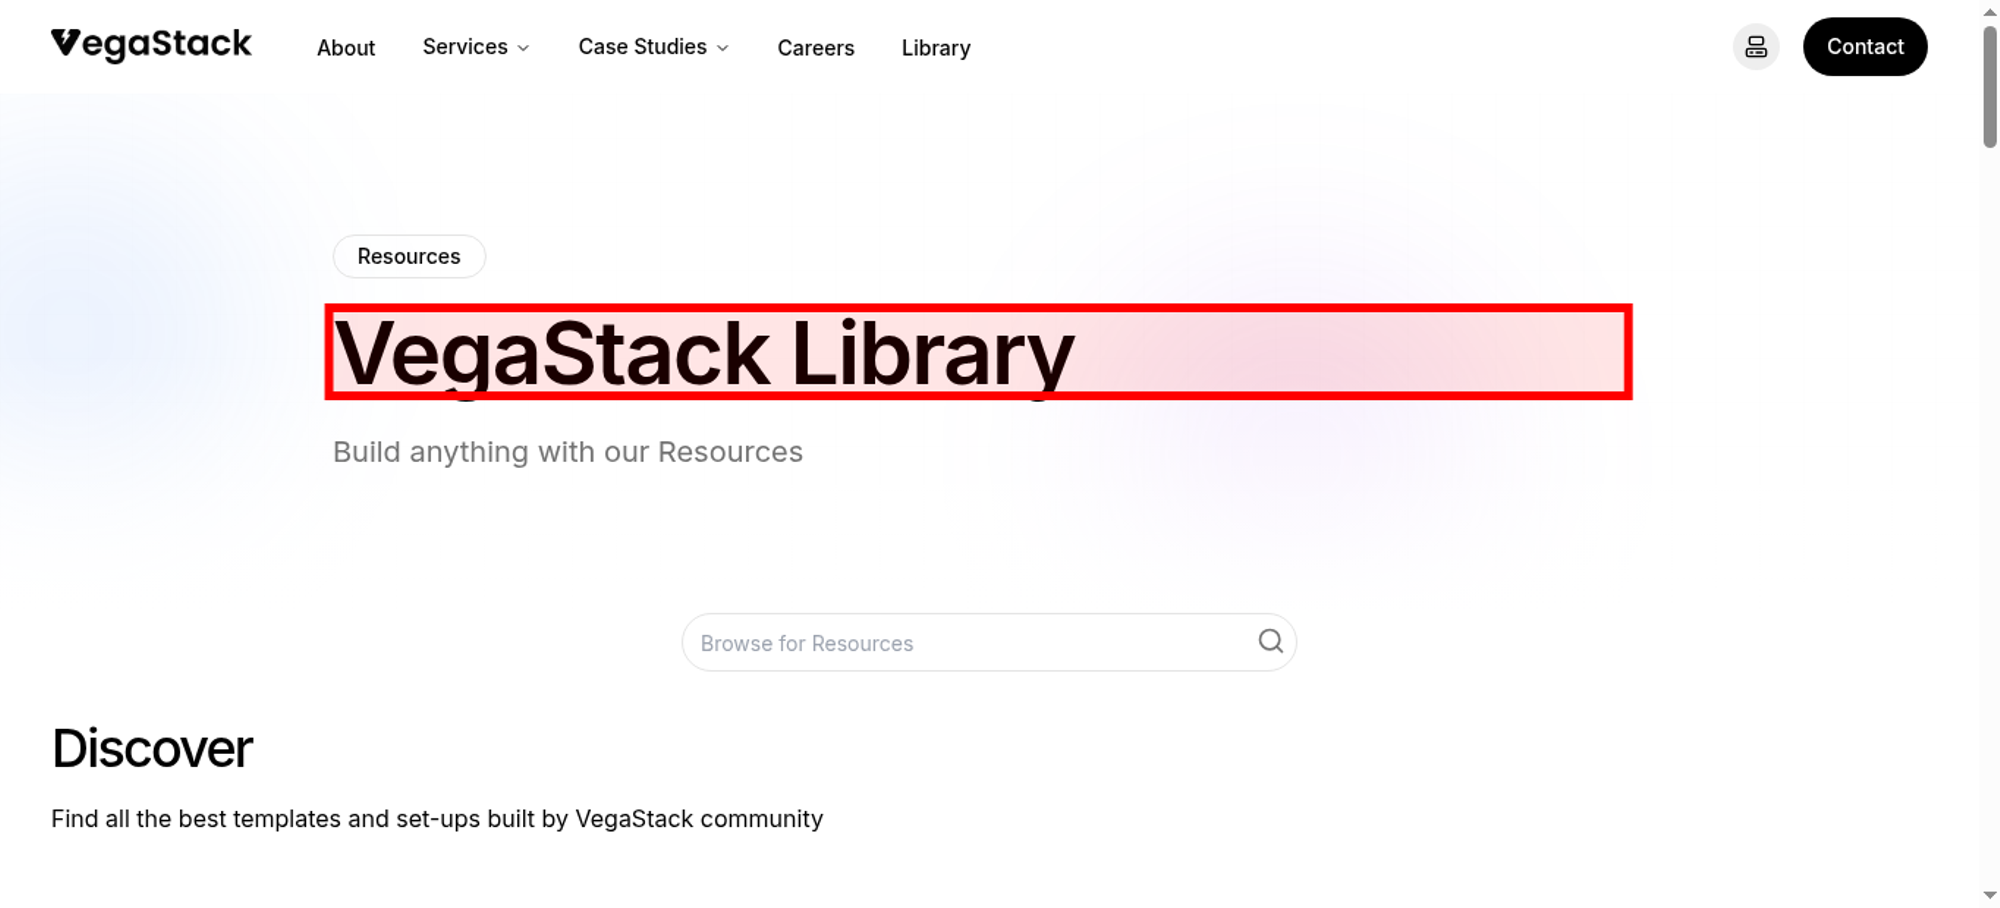 VegaStack
About
Services
Case Studies
Careers
Library
Contact
Resources
VegaStack Library
Build anything with our Resources
Browse for Resources
Discover
Find all the best templates and set-ups built by VegaStack community